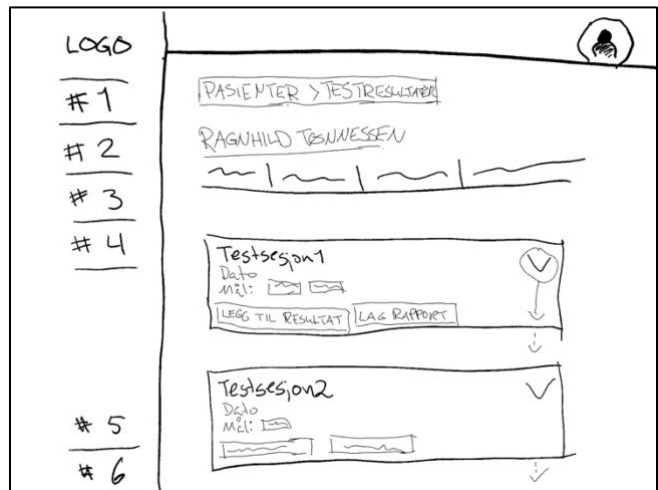 LOGO
# 1
# 2
# 3
# 4
# 5
# 6
PASIENTER > TESTRESULTATER
RAGNHILD TØNNESSEN
Testsesjon1
Dato
Mål:
LEGG TIL RESULTAT LAG RAPPORT
Testsesjon2
Dato
Mål: